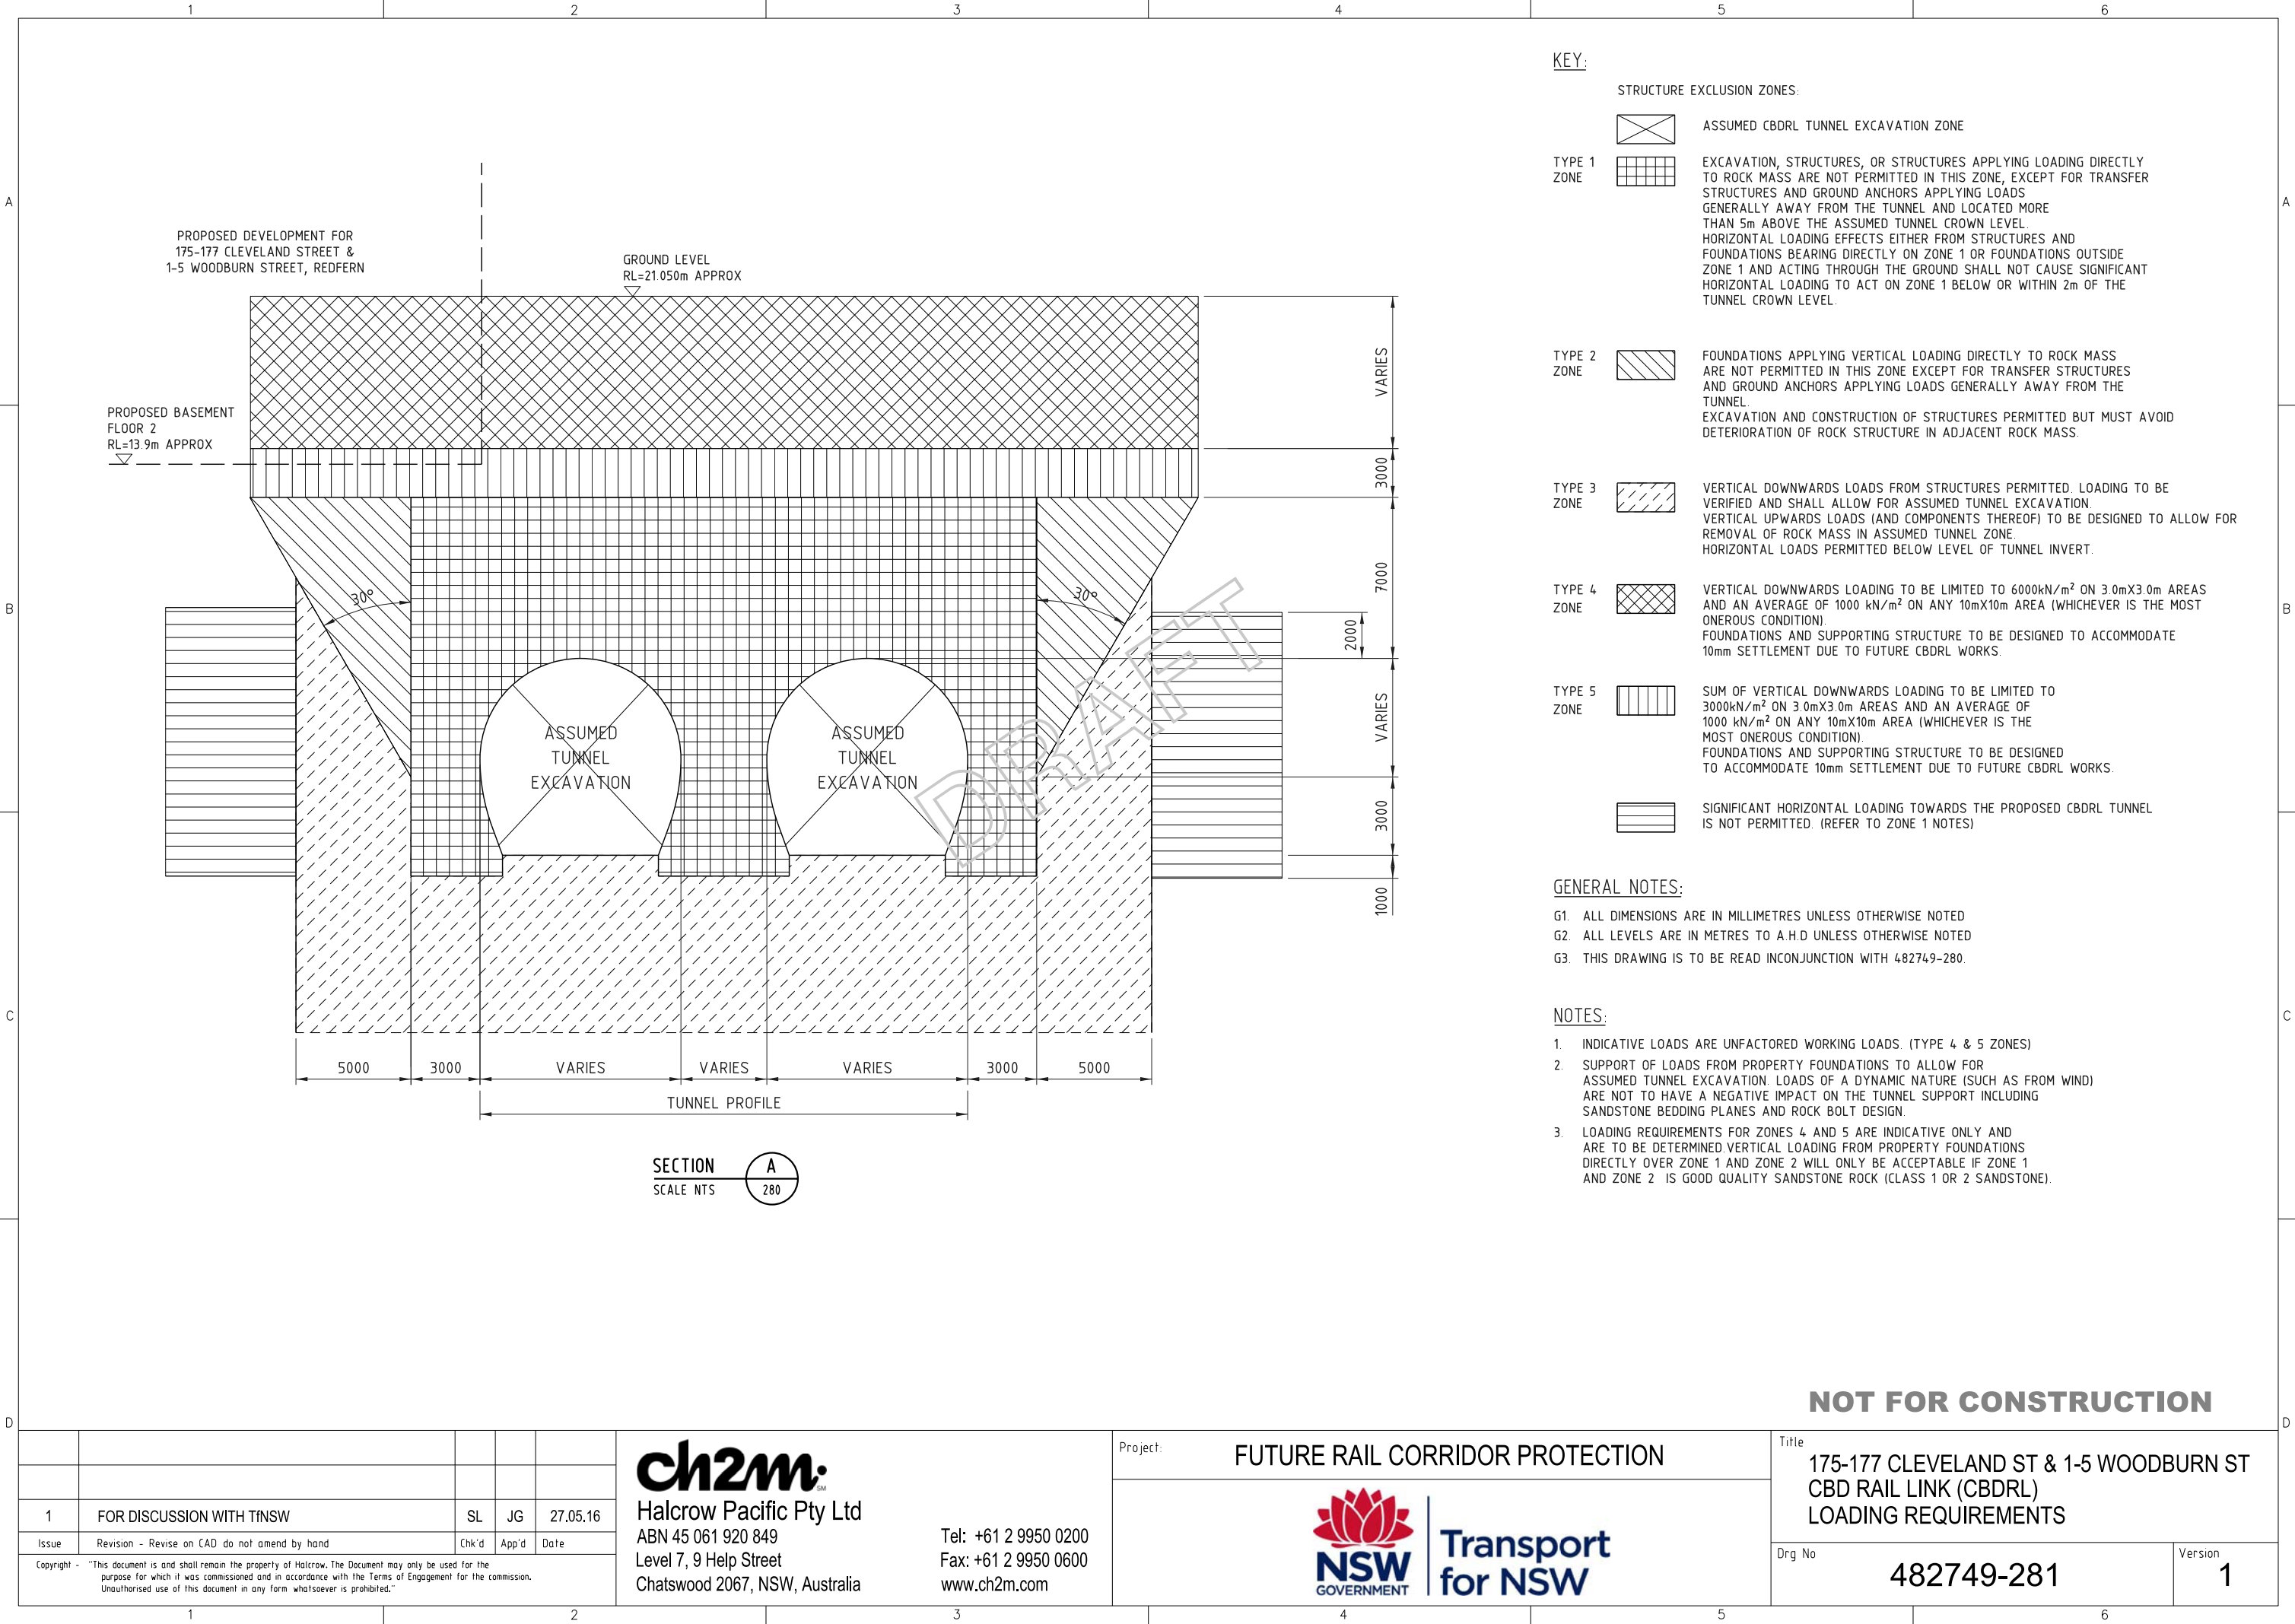 1 2 3 4 5 6
A
B
C
D
A
B
C
D
PROPOSED DEVELOPMENT FOR
175-177 CLEVELAND STREET &
1-5 WOODBURN STREET, REDFERN
GROUND LEVEL
RL=21.050m APPROX
PROPOSED BASEMENT
FLOOR 2
RL=13.9m APPROX
VARIES
3000
7000
2000
VARIES
3000
1000
30°
30°
ASSUMED
TUNNEL
EXCAVATION
ASSUMED
TUNNEL
EXCAVATION
DRAFT
5000 3000 VARIES VARIES VARIES 3000 5000
TUNNEL PROFILE
SECTION A
SCALE NTS 280
KEY:
STRUCTURE EXCLUSION ZONES:
ASSUMED CBDRL TUNNEL EXCAVATION ZONE
TYPE 1
ZONE
EXCAVATION, STRUCTURES, OR STRUCTURES APPLYING LOADING DIRECTLY
TO ROCK MASS ARE NOT PERMITTED IN THIS ZONE, EXCEPT FOR TRANSFER
STRUCTURES AND GROUND ANCHORS APPLYING LOADS
GENERALLY AWAY FROM THE TUNNEL AND LOCATED MORE
THAN 5m ABOVE THE ASSUMED TUNNEL CROWN LEVEL.
HORIZONTAL LOADING EFFECTS EITHER FROM STRUCTURES AND
FOUNDATIONS BEARING DIRECTLY ON ZONE 1 OR FOUNDATIONS OUTSIDE
ZONE 1 AND ACTING THROUGH THE GROUND SHALL NOT CAUSE SIGNIFICANT
HORIZONTAL LOADING TO ACT ON ZONE 1 BELOW OR WITHIN 2m OF THE
TUNNEL CROWN LEVEL.
TYPE 2
ZONE
FOUNDATIONS APPLYING VERTICAL LOADING DIRECTLY TO ROCK MASS
ARE NOT PERMITTED IN THIS ZONE EXCEPT FOR TRANSFER STRUCTURES
AND GROUND ANCHORS APPLYING LOADS GENERALLY AWAY FROM THE
TUNNEL.
EXCAVATION AND CONSTRUCTION OF STRUCTURES PERMITTED BUT MUST AVOID
DETERIORATION OF ROCK STRUCTURE IN ADJACENT ROCK MASS.
TYPE 3
ZONE
VERTICAL DOWNWARDS LOADS FROM STRUCTURES PERMITTED. LOADING TO BE
VERIFIED AND SHALL ALLOW FOR ASSUMED TUNNEL EXCAVATION.
VERTICAL UPWARDS LOADS (AND COMPONENTS THEREOF) TO BE DESIGNED TO ALLOW FOR
REMOVAL OF ROCK MASS IN ASSUMED TUNNEL ZONE.
HORIZONTAL LOADS PERMITTED BELOW LEVEL OF TUNNEL INVERT.
TYPE 4
ZONE
VERTICAL DOWNWARDS LOADING TO BE LIMITED TO 6000kN/m² ON 3.0mX3.0m AREAS
AND AN AVERAGE OF 1000 kN/m² ON ANY 10mX10m AREA (WHICHEVER IS THE MOST
ONEROUS CONDITION).
FOUNDATIONS AND SUPPORTING STRUCTURE TO BE DESIGNED TO ACCOMMODATE
10mm SETTLEMENT DUE TO FUTURE CBDRL WORKS.
TYPE 5
ZONE
SUM OF VERTICAL DOWNWARDS LOADING TO BE LIMITED TO
3000kN/m² ON 3.0mX3.0m AREAS AND AN AVERAGE OF
1000 kN/m² ON ANY 10mX10m AREA (WHICHEVER IS THE
MOST ONEROUS CONDITION).
FOUNDATIONS AND SUPPORTING STRUCTURE TO BE DESIGNED
TO ACCOMMODATE 10mm SETTLEMENT DUE TO FUTURE CBDRL WORKS.
SIGNIFICANT HORIZONTAL LOADING TOWARDS THE PROPOSED CBDRL TUNNEL
IS NOT PERMITTED. (REFER TO ZONE 1 NOTES)
GENERAL NOTES:
G1. ALL DIMENSIONS ARE IN MILLIMETRES UNLESS OTHERWISE NOTED
G2. ALL LEVELS ARE IN METRES TO A.H.D UNLESS OTHERWISE NOTED
G3. THIS DRAWING IS TO BE READ INCONJUNCTION WITH 482749-280.
NOTES:
1. INDICATIVE LOADS ARE UNFACTORED WORKING LOADS. (TYPE 4 & 5 ZONES)
2. SUPPORT OF LOADS FROM PROPERTY FOUNDATIONS TO ALLOW FOR
ASSUMED TUNNEL EXCAVATION. LOADS OF A DYNAMIC NATURE (SUCH AS FROM WIND)
ARE NOT TO HAVE A NEGATIVE IMPACT ON THE TUNNEL SUPPORT INCLUDING
SANDSTONE BEDDING PLANES AND ROCK BOLT DESIGN.
3. LOADING REQUIREMENTS FOR ZONES 4 AND 5 ARE INDICATIVE ONLY AND
ARE TO BE DETERMINED.VERTICAL LOADING FROM PROPERTY FOUNDATIONS
DIRECTLY OVER ZONE 1 AND ZONE 2 WILL ONLY BE ACCEPTABLE IF ZONE 1
AND ZONE 2 IS GOOD QUALITY SANDSTONE ROCK (CLASS 1 OR 2 SANDSTONE).
NOT FOR CONSTRUCTION
1 FOR DISCUSSION WITH TfNSW SL JG 27.05.16
Issue Revision - Revise on CAD do not amend by hand Chk'd App'd Date
Copyright - "This document is and shall remain the property of Halcrow. The Document may only be used for the
purpose for which it was commissioned and in accordance with the Terms of Engagement for the commission.
Unauthorised use of this document in any form whatsoever is prohibited."
ch2m:
SM
Halcrow Pacific Pty Ltd
ABN 45 061 920 849
Level 7, 9 Help Street
Chatswood 2067, NSW, Australia
Tel: +61 2 9950 0200
Fax: +61 2 9950 0600
www.ch2m.com
Project:
FUTURE RAIL CORRIDOR PROTECTION
NSW
GOVERNMENT
Transport
for NSW
Title
175-177 CLEVELAND ST & 1-5 WOODBURN ST
CBD RAIL LINK (CBDRL)
LOADING REQUIREMENTS
Drg No
482749-281
Version
1
1 2 3 4 5 6